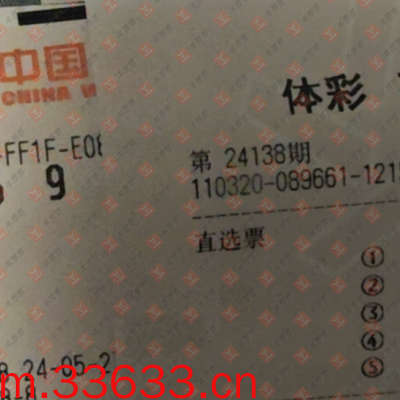 中国
CHINA
体彩
FF1F-E08
第 24138期
9
110320-089661-121
直选票
①
②
③
④
⑤
24-05-2
m.33633.cn